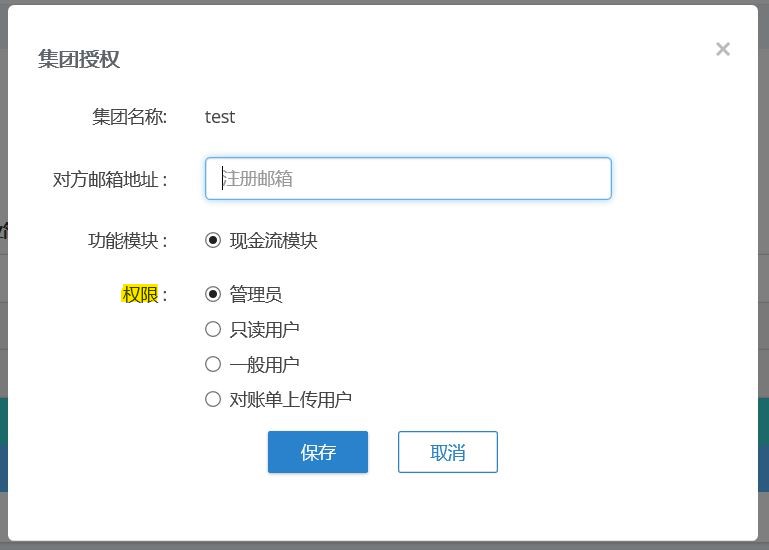 集团授权
×
集团名称: test
对方邮箱地址 : 注册邮箱
功能模块 : 现金流模块
权限 : 管理员
只读用户
一般用户
对账单上传用户
保存 取消